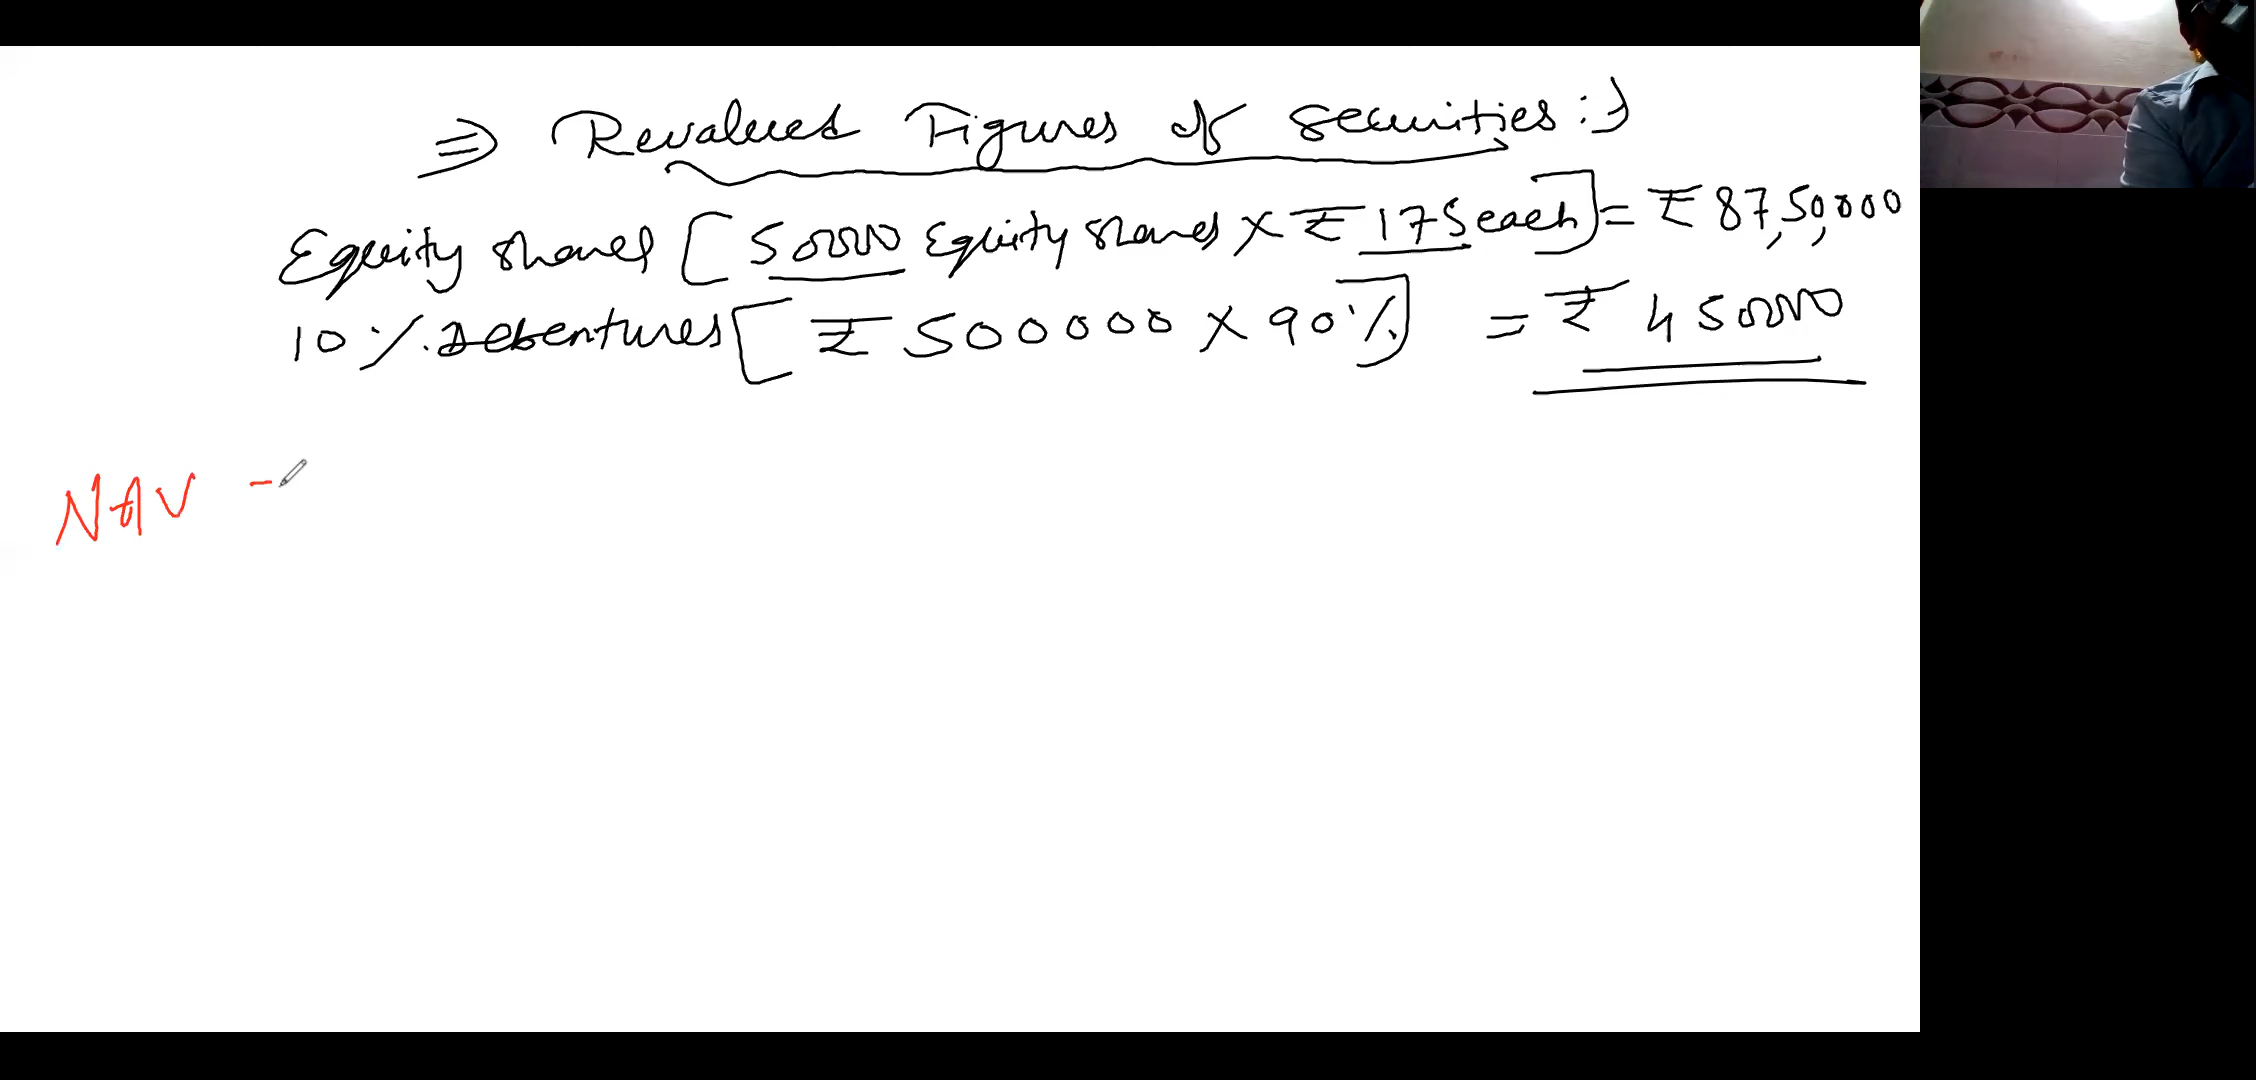 ⇒ Revalued Figures of Securities :-)
Equity shares [ 50000 Equity shares × ₹ 175 each ] = ₹ 87,50,000
10 %. Debentures [ ₹ 500000 × 90 % ] = ₹ 450000
NAV -